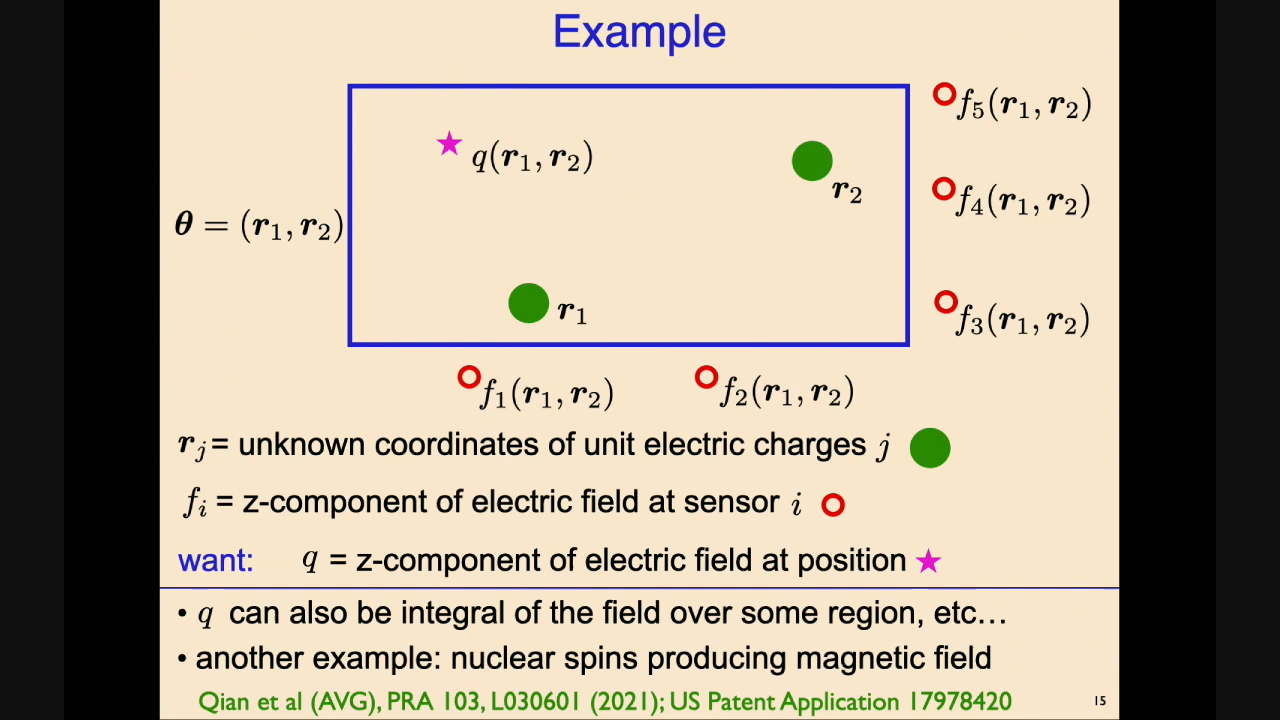 Example
f₅(r₁, r₂)
q(r₁, r₂)
r₂
f₄(r₁, r₂)
θ = (r₁, r₂)
r₁
f₃(r₁, r₂)
f₁(r₁, r₂)
f₂(r₁, r₂)
rⱼ = unknown coordinates of unit electric charges j
fᵢ = z-component of electric field at sensor i
want: q = z-component of electric field at position ★
• q can also be integral of the field over some region, etc…
• another example: nuclear spins producing magnetic field
Qian et al (AVG), PRA 103, L030601 (2021); US Patent Application 17978420
15